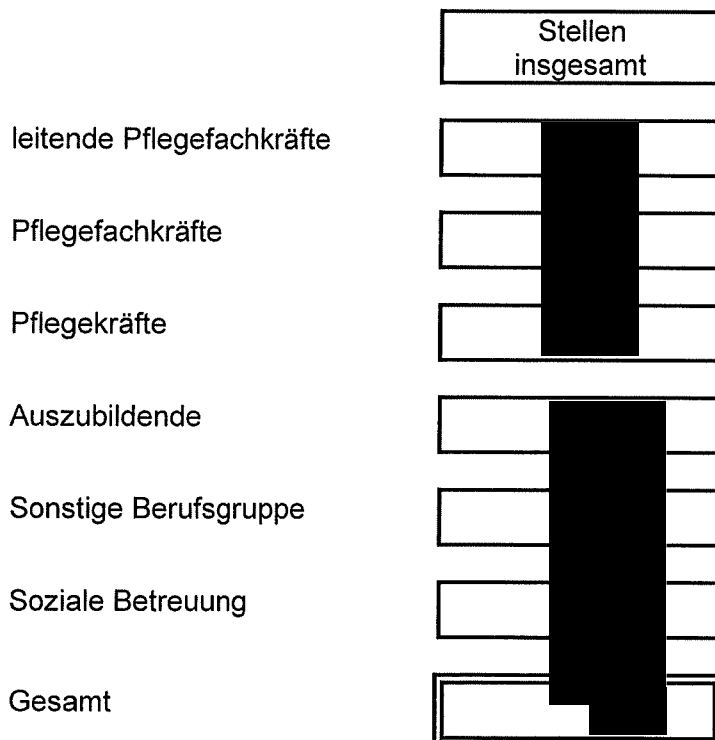 Stellen
insgesamt
leitende Pflegefachkräfte
Pflegefachkräfte
Pflegekräfte
Auszubildende
Sonstige Berufsgruppe
Soziale Betreuung
Gesamt